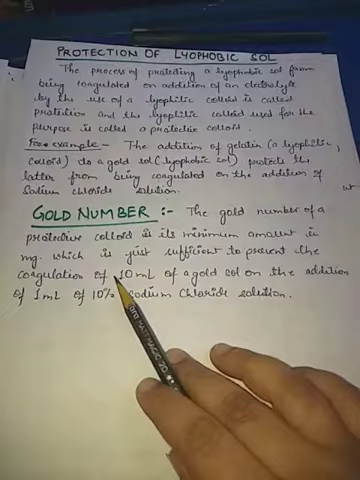 PROTECTION OF LYOPHOBIC SOL
The process of protecting a lyophobic sol from
being coagulated on addition of an electrolyte
by the use of a lyophilic colloid is called
protection and the lyophilic colloid used for the
purpose is called a protective colloid.
For example:- The addition of gelatin (a lyophilic
colloid) to a gold sol (lyophobic sol) protects the
latter from being coagulated on the addition of
Sodium chloride solution.
GOLD NUMBER :- The gold number of a
protective colloid is its minimum amount in
mg. which is just sufficient to prevent the
coagulation of 10 mL of a gold sol on the addition
of 1 mL of 10% Sodium Chloride solution.
MATHMAGIC 2B